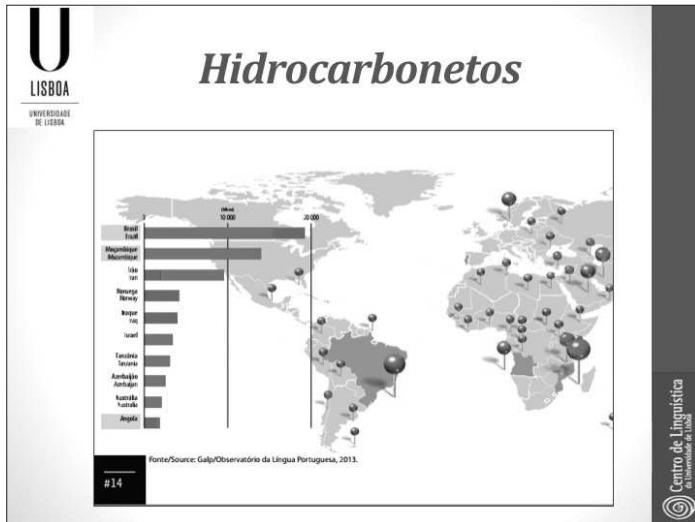 U
LISBOA
UNIVERSIDADE
DE LISBOA
Hidrocarbonetos
0
10 000
20 000
Brasil
Brazil
Moçambique
Mozambique
Irão
Iran
Noruega
Norway
Iraque
Iraq
Israel
Tanzânia
Tanzania
Azerbaijão
Azerbaijan
Austrália
Australia
Angola
Fonte/Source: Galp/Observatório da Língua Portuguesa, 2013.
#14
Centro de Linguística
da Universidade de Lisboa